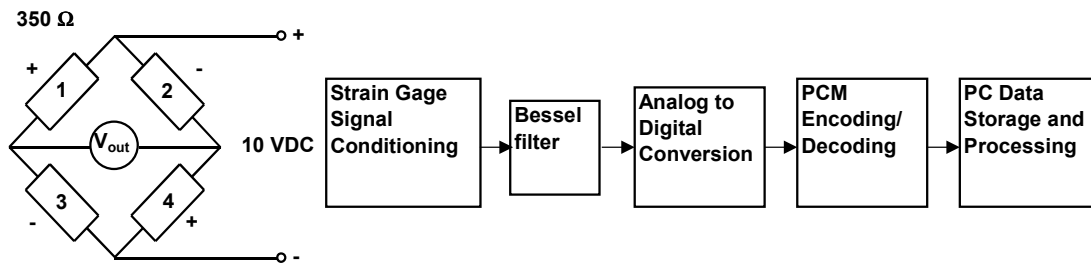 350 Ω
+
+
-
1
2
Strain Gage
Signal
Conditioning
Bessel
filter
Analog to
Digital
Conversion
PCM
Encoding/
Decoding
PC Data
Storage and
Processing
Vout
10 VDC
3
4
-
+
-